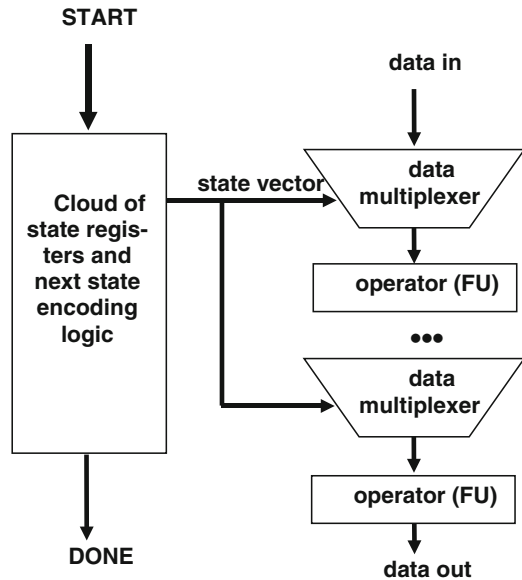 START
Cloud of
state regis-
ters and
next state
encoding
logic
DONE
state vector
data in
data
multiplexer
operator (FU)
•••
data
multiplexer
operator (FU)
data out